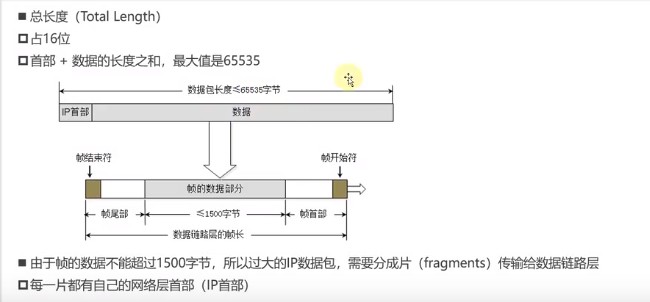 ■ 总长度（Total Length）
□ 占16位
□ 首部 + 数据的长度之和，最大值是65535
数据包长度≤65535字节
IP首部 数据
帧结束符 帧开始符
帧的数据部分
帧尾部 ≤1500字节 帧首部
数据链路层的帧长
■ 由于帧的数据不能超过1500字节，所以过大的IP数据包，需要分成片（fragments）传输给数据链路层
□ 每一片都有自己的网络层首部（IP首部）